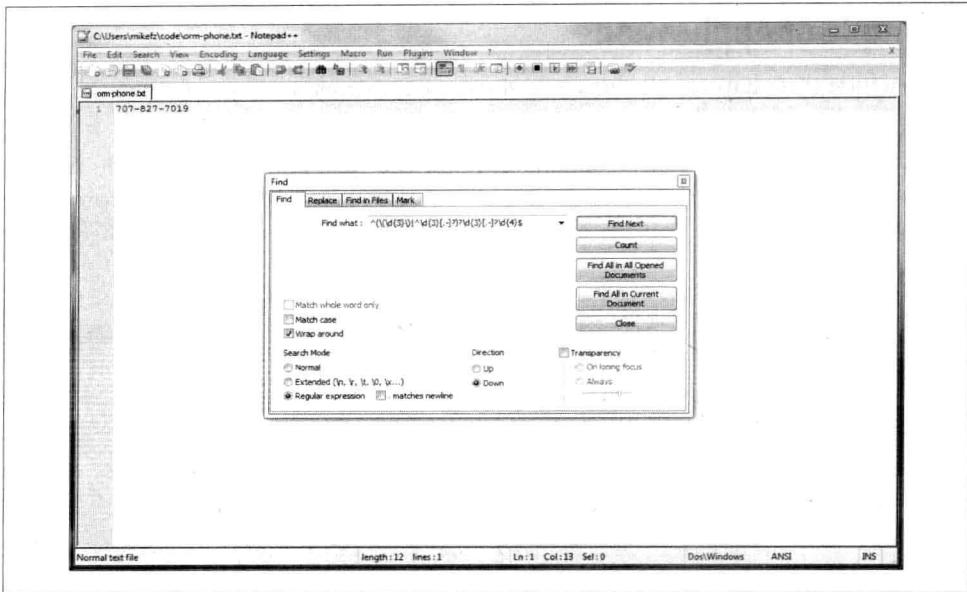 C:\Users\mikefz\code\orm-phone.txt - Notepad++
File Edit Search View Encoding Language Settings Macro Run Plugins Window ?
X
orm-phone.txt
1 707-827-7019
Find
Find Replace Find in Files Mark
Find what : ^(\(\d{3}\)|^\d{3}[.-]?)?\d{3}[.-]?\d{4}$
Find Next
Count
Find All in All Opened
Documents
Find All in Current
Document
Close
Match whole word only
Match case
Wrap around
Search Mode Direction Transparency
Normal Up On losing focus
Extended (\n, \r, \t, \0, \x...) Down Always
Regular expression . matches newline
Normal text file length : 12 lines : 1 Ln : 1 Col : 13 Sel : 0 Dos\Windows ANSI INS